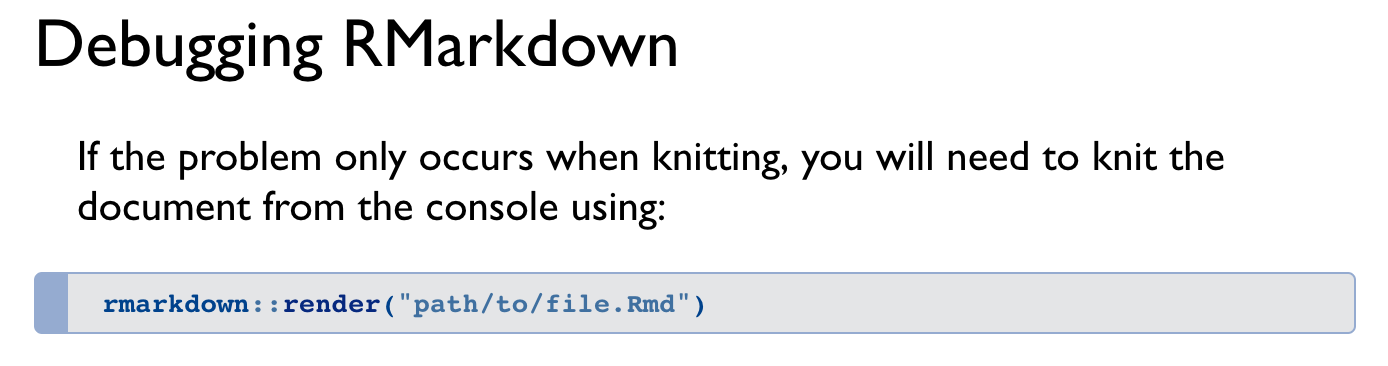 Debugging RMarkdown
If the problem only occurs when knitting, you will need to knit the
document from the console using:
rmarkdown::render("path/to/file.Rmd")